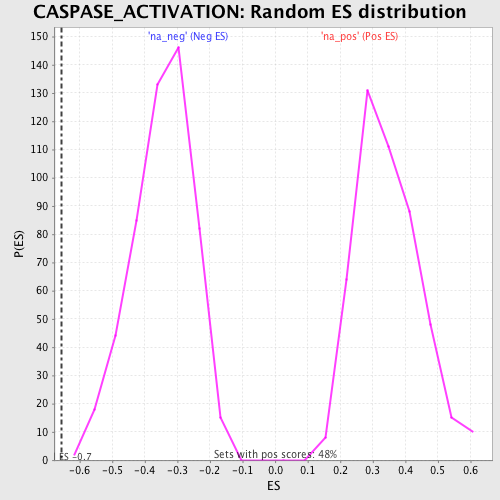 CASPASE_ACTIVATION: Random ES distribution
'na_neg' (Neg ES)
'na_pos' (Pos ES)
150
140
130
120
110
100
90
80
70
60
50
40
30
20
10
0
P(ES)
ES -0.7
Sets with pos scores: 48%
-0.6 -0.5 -0.4 -0.3 -0.2 -0.1 0.0 0.1 0.2 0.3 0.4 0.5 0.6
ES